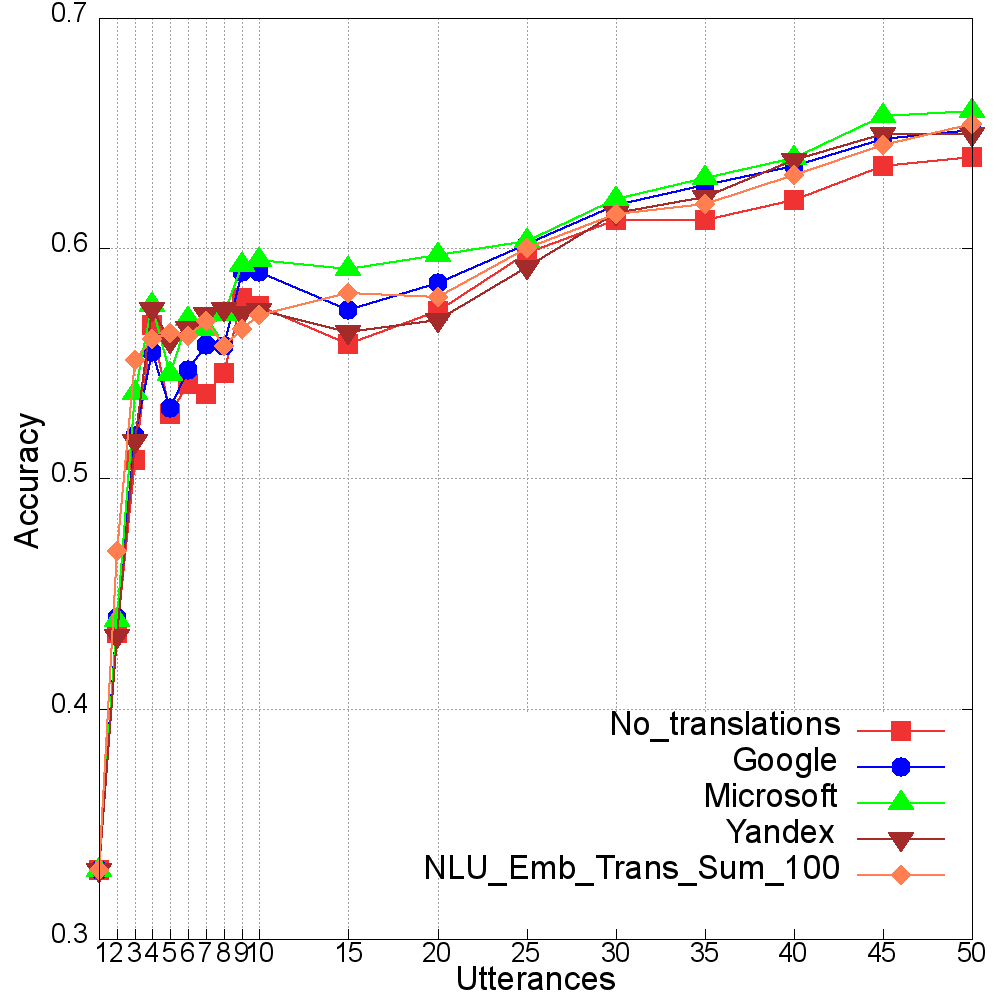 0.7
0.6
0.5
0.4
0.3
Accuracy
No_translations
Google
Microsoft
Yandex
NLU_Emb_Trans_Sum_100
1 2 3 4 5 6 7 8 9 10 15 20 25 30 35 40 45 50
Utterances